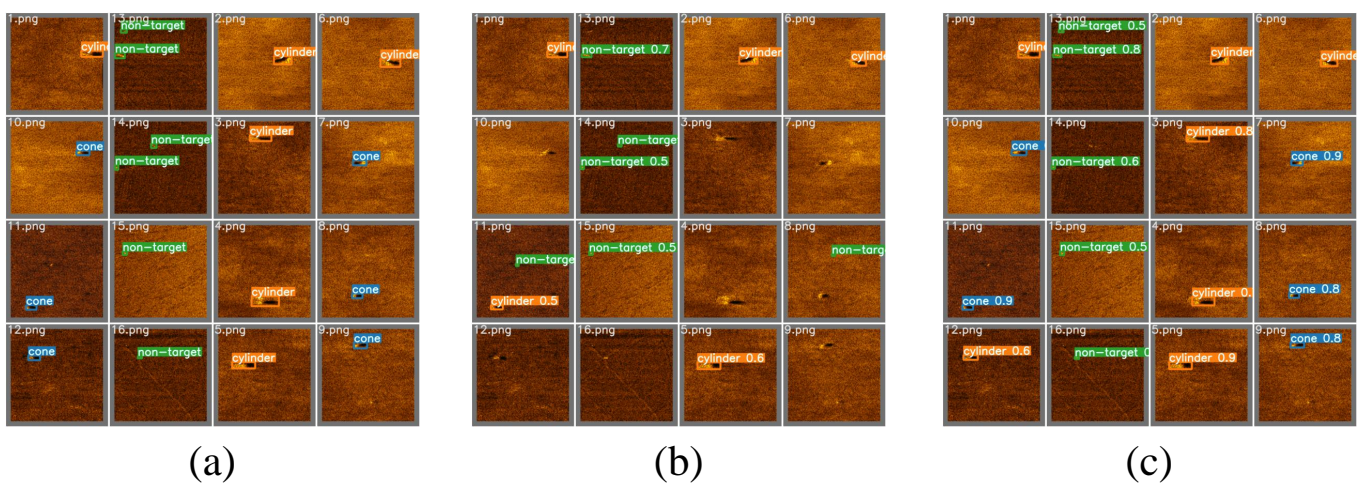 1.png 13.png 2.png 6.png
non-target
non-target
cylin
cylinder
cylinder
10.png 14.png 3.png 7.png
cone
non-target
non-target
cylinder
cone
11.png 15.png 4.png 8.png
cone
non-target
cylinder
cone
12.png 16.png 5.png 9.png
cone
non-target
cylinder
cone
(a)
1.png 13.png 2.png 6.png
cylin
non-target 0.7
cylinder
cylinder
10.png 14.png 3.png 7.png
non-target
non-target 0.5
11.png 15.png 4.png 8.png
non-targe
cylinder 0.5
non-target 0.5
non-targ
12.png 16.png 5.png 9.png
cylinder 0.6
(b)
1.png 13.png 2.png 6.png
cylin
non-target 0.5
non-target 0.8
cylinder
cylinder
10.png 14.png 3.png 7.png
cone
non-target 0.6
cylinder 0.8
cone 0.9
11.png 15.png 4.png 8.png
cone 0.9
non-target 0.5
cylinder 0.
cone 0.8
12.png 16.png 5.png 9.png
cylinder 0.6
non-target
cylinder 0.9
cone 0.8
(c)